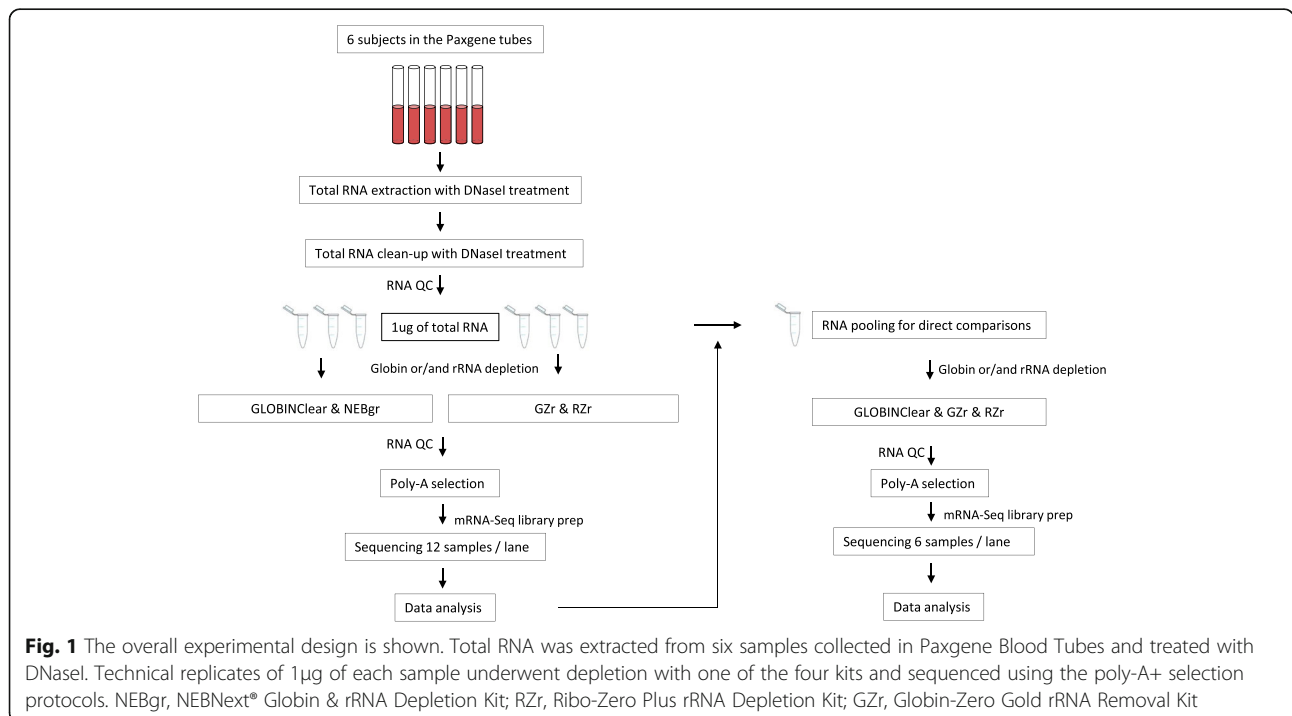 6 subjects in the Paxgene tubes
Total RNA extraction with DNaseI treatment
Total RNA clean-up with DNaseI treatment
RNA QC
1ug of total RNA
Globin or/and rRNA depletion
GLOBINClear & NEBgr
GZr & RZr
RNA QC
Poly-A selection
mRNA-Seq library prep
Sequencing 12 samples / lane
Data analysis
RNA pooling for direct comparisons
Globin or/and rRNA depletion
GLOBINClear & GZr & RZr
RNA QC
Poly-A selection
mRNA-Seq library prep
Sequencing 6 samples / lane
Data analysis
Fig. 1 The overall experimental design is shown. Total RNA was extracted from six samples collected in Paxgene Blood Tubes and treated with
DNaseI. Technical replicates of 1μg of each sample underwent depletion with one of the four kits and sequenced using the poly-A+ selection
protocols. NEBgr, NEBNext® Globin & rRNA Depletion Kit; RZr, Ribo-Zero Plus rRNA Depletion Kit; GZr, Globin-Zero Gold rRNA Removal Kit